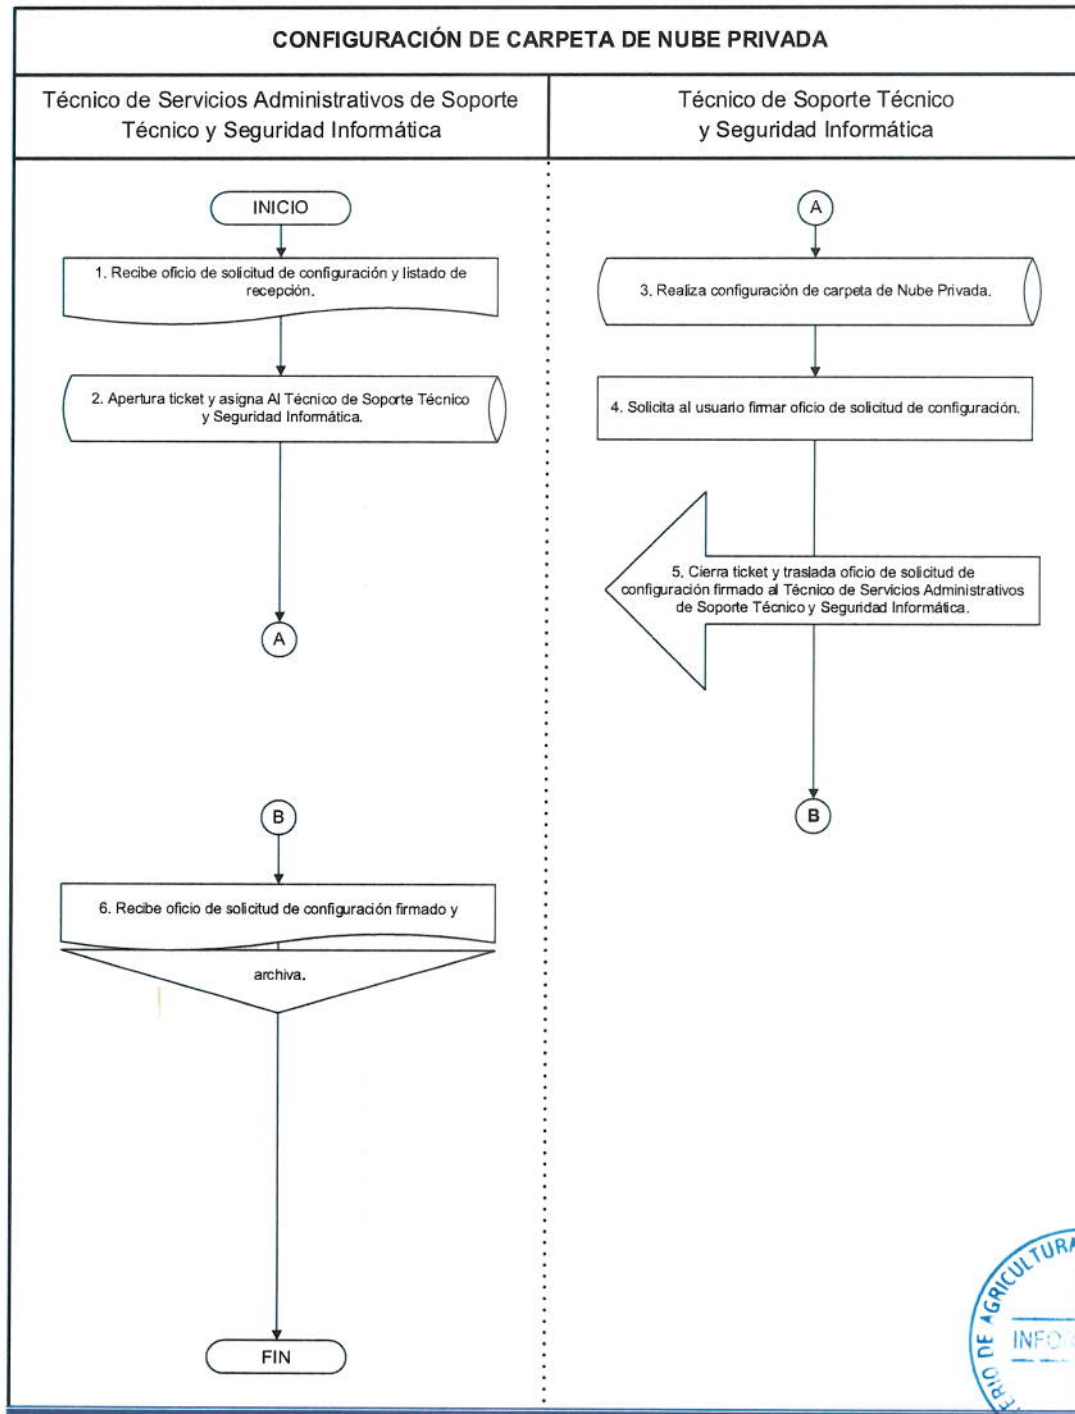 CONFIGURACIÓN DE CARPETA DE NUBE PRIVADA
Técnico de Servicios Administrativos de Soporte
Técnico y Seguridad Informática
Técnico de Soporte Técnico
y Seguridad Informática
INICIO
1. Recibe oficio de solicitud de configuración y listado de
recepción.
2. Apertura ticket y asigna Al Técnico de Soporte Técnico
y Seguridad Informática.
A
B
6. Recibe oficio de solicitud de configuración firmado y
archiva.
FIN
A
3. Realiza configuración de carpeta de Nube Privada.
4. Solicita al usuario firmar oficio de solicitud de configuración.
5. Cierra ticket y traslada oficio de solicitud de
configuración firmado al Técnico de Servicios Administrativos
de Soporte Técnico y Seguridad Informática.
B
DE AGRICULTURA